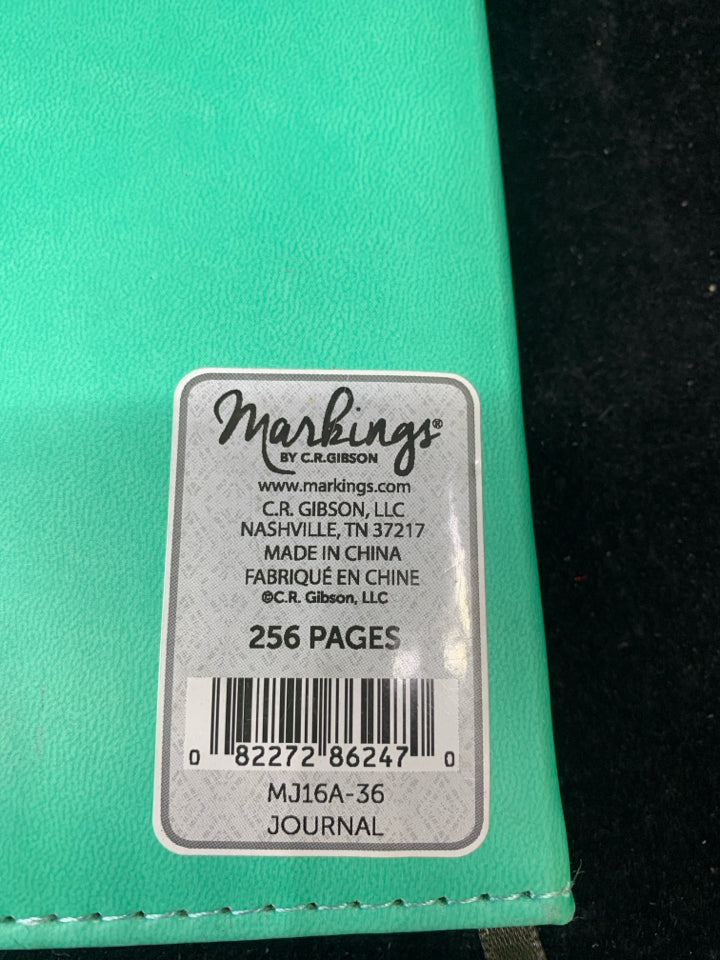 Markings®
BY C.R.GIBSON
www.markings.com
C.R. GIBSON, LLC
NASHVILLE, TN 37217
MADE IN CHINA
FABRIQUÉ EN CHINE
©C.R. Gibson, LLC
256 PAGES
0 82272 86247 0
MJ16A-36
JOURNAL